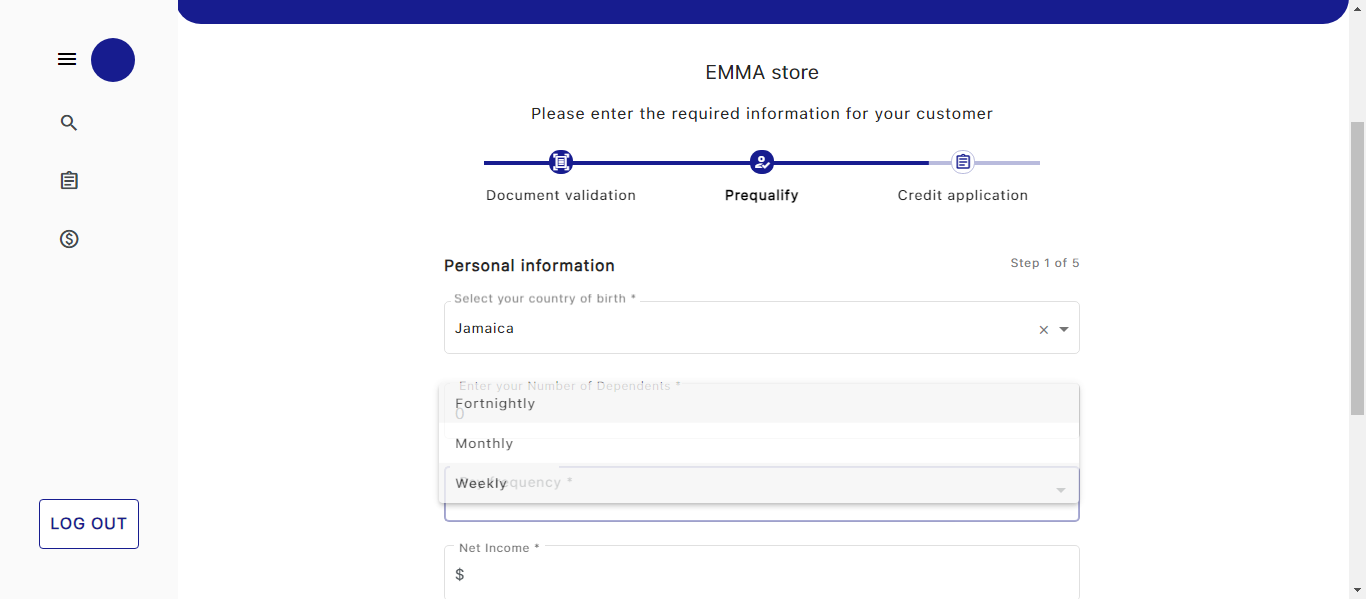 EMMA store
Please enter the required information for your customer
Document validation
Prequalify
Credit application
Personal information
Step 1 of 5
Select your country of birth *
Jamaica
Enter your Number of Dependents *
Fortnightly
0
Monthly
Weekly
frequency *
Net Income *
$
LOG OUT